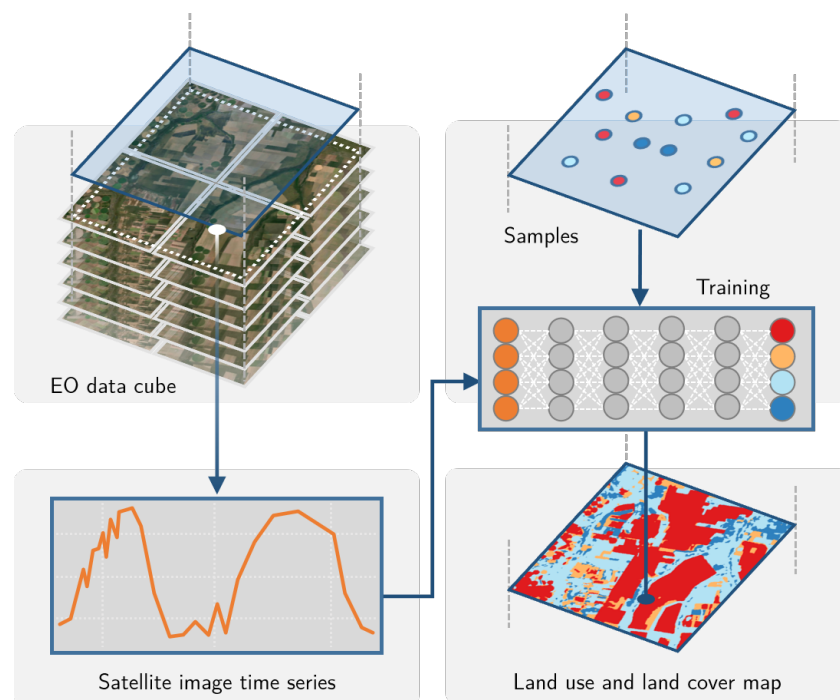 Samples
Training
EO data cube
Satellite image time series
Land use and land cover map